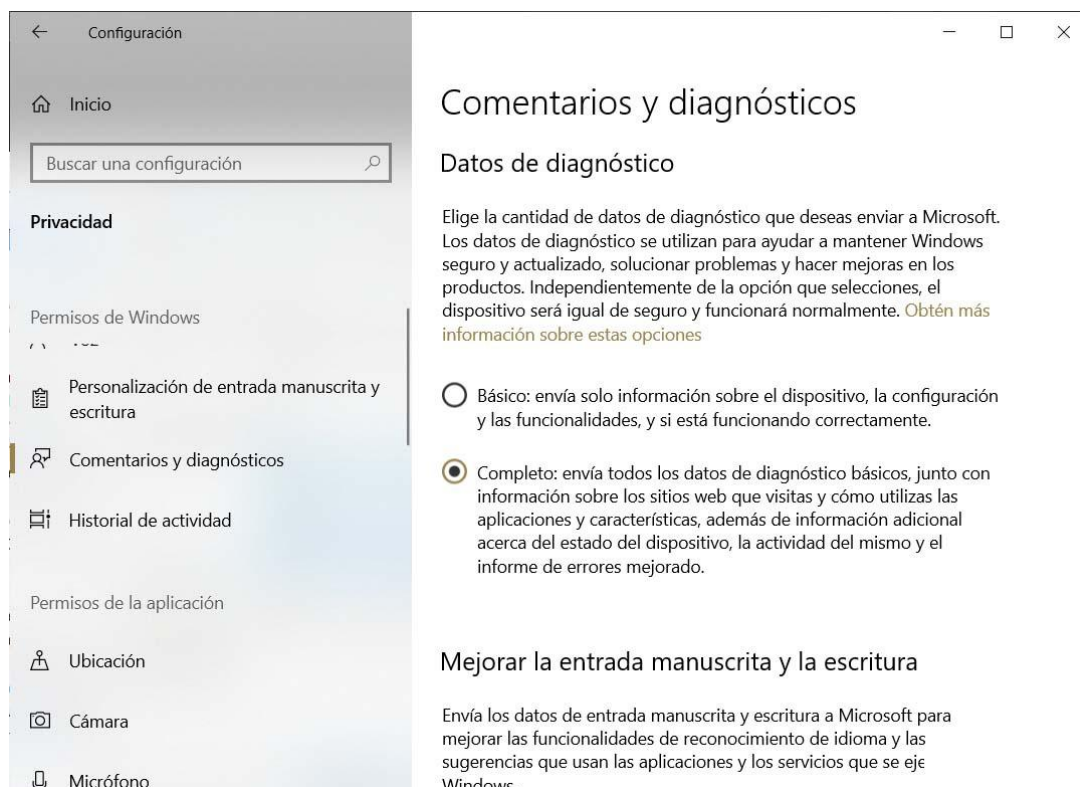 Configuración
Inicio
Buscar una configuración
Privacidad
Permisos de Windows
Personalización de entrada manuscrita y
escritura
Comentarios y diagnósticos
Historial de actividad
Permisos de la aplicación
Ubicación
Cámara
Micrófono
Comentarios y diagnósticos
Datos de diagnóstico
Elige la cantidad de datos de diagnóstico que deseas enviar a Microsoft.
Los datos de diagnóstico se utilizan para ayudar a mantener Windows
seguro y actualizado, solucionar problemas y hacer mejoras en los
productos. Independientemente de la opción que selecciones, el
dispositivo será igual de seguro y funcionará normalmente. Obtén más
información sobre estas opciones
Básico: envía solo información sobre el dispositivo, la configuración
y las funcionalidades, y si está funcionando correctamente.
Completo: envía todos los datos de diagnóstico básicos, junto con
información sobre los sitios web que visitas y cómo utilizas las
aplicaciones y características, además de información adicional
acerca del estado del dispositivo, la actividad del mismo y el
informe de errores mejorado.
Mejorar la entrada manuscrita y la escritura
Envía los datos de entrada manuscrita y escritura a Microsoft para
mejorar las funcionalidades de reconocimiento de idioma y las
sugerencias que usan las aplicaciones y los servicios que se eje
Windows